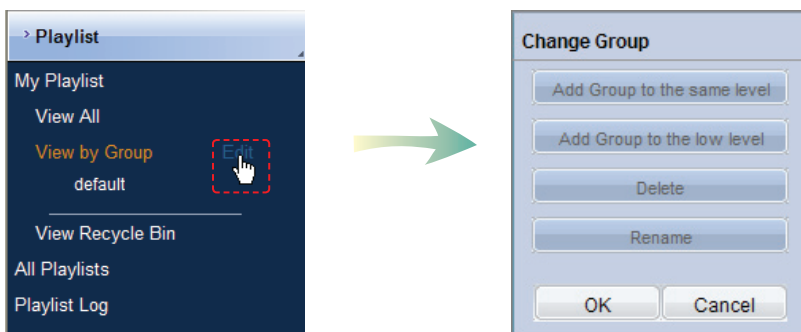 Playlist
My Playlist
View All
View by Group Edit
default
View Recycle Bin
All Playlists
Playlist Log
Change Group
Add Group to the same level
Add Group to the low level
Delete
Rename
OK Cancel